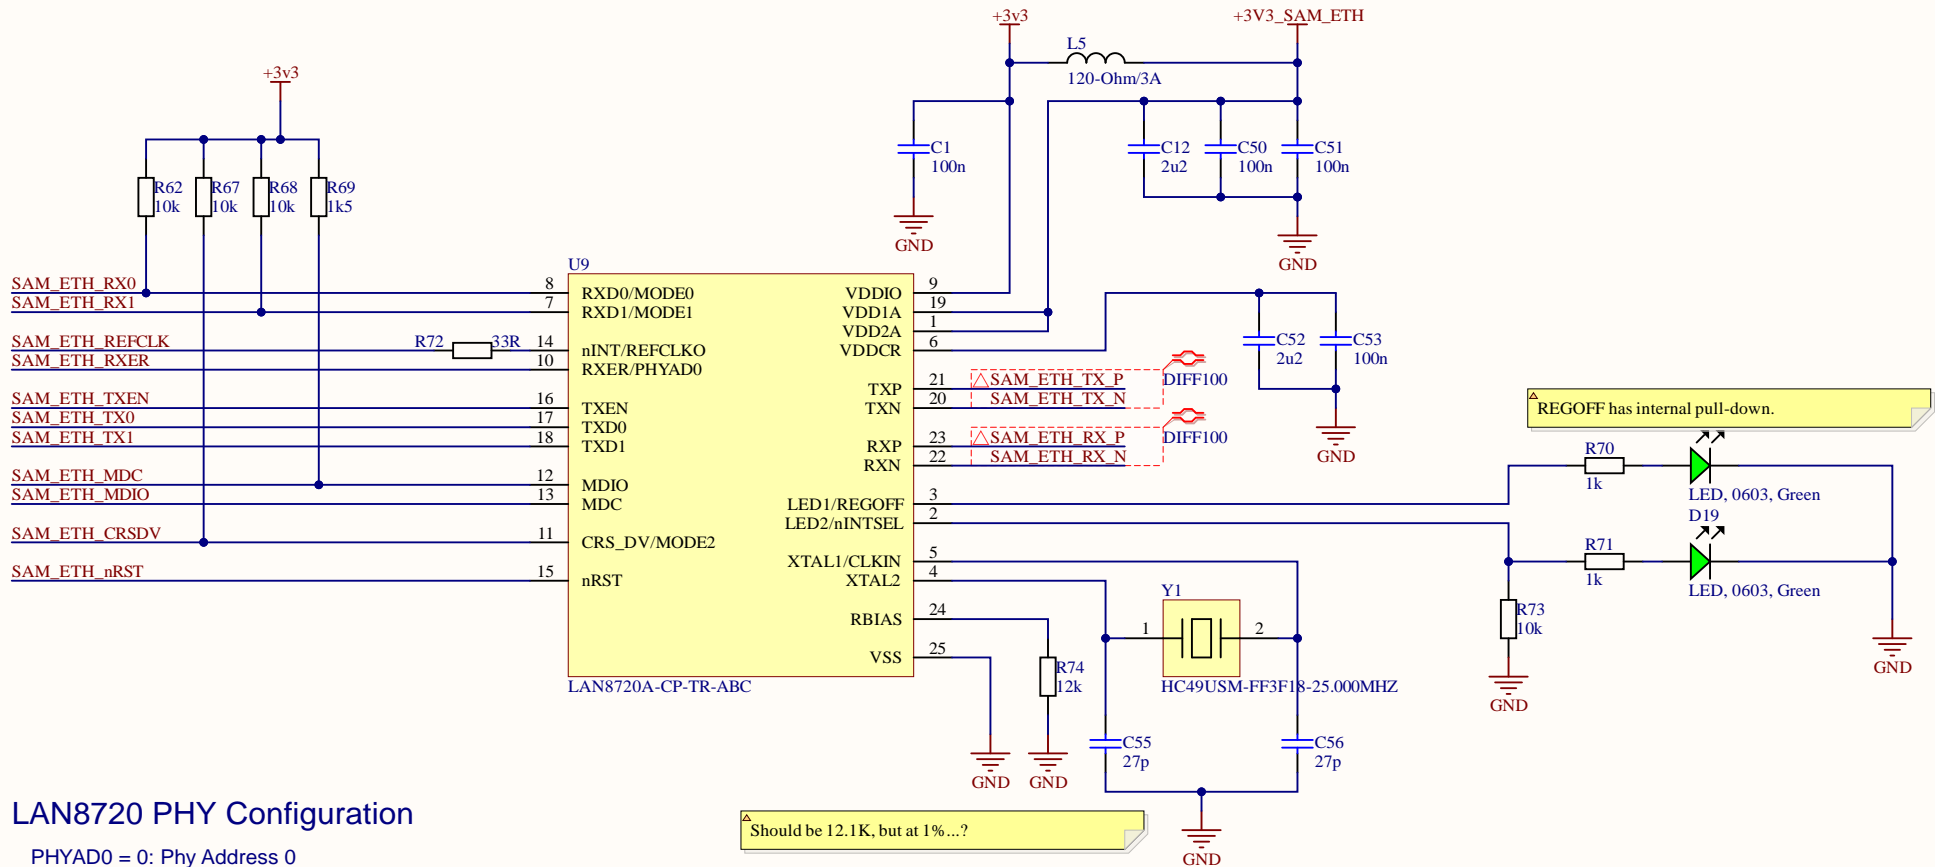 +3v3
+3V3_SAM_ETH
L5
120-Ohm/3A
+3v3
C1
100n
C12
2u2
C50
100n
C51
100n
R62
10k
R67
10k
R68
10k
R69
1k5
GND
GND
U9
SAM_ETH_RX0
8
RXD0/MODE0
VDDIO
9
SAM_ETH_RX1
7
RXD1/MODE1
VDD1A
19
VDD2A
1
SAM_ETH_REFCLK
R72
33R
14
nINT/REFCLKO
VDDCR
6
C52
2u2
C53
100n
SAM_ETH_RXER
10
RXER/PHYAD0
TXP
21
SAM_ETH_TX_P
DIFF100
SAM_ETH_TXEN
16
TXEN
TXN
20
SAM_ETH_TX_N
REGOFF has internal pull-down.
SAM_ETH_TX0
17
TXD0
SAM_ETH_TX1
18
TXD1
RXP
23
SAM_ETH_RX_P
DIFF100
RXN
22
SAM_ETH_RX_N
GND
R70
1k
LED, 0603, Green
SAM_ETH_MDC
12
MDIO
SAM_ETH_MDIO
13
MDC
LED1/REGOFF
3
LED2/nINTSEL
2
D19
SAM_ETH_CRSDV
11
CRS_DV/MODE2
XTAL1/CLKIN
5
R71
1k
LED, 0603, Green
SAM_ETH_nRST
15
nRST
XTAL2
4
Y1
RBIAS
24
1
2
R73
10k
VSS
25
R74
12k
GND
LAN8720A-CP-TR-ABC
HC49USM-FF3F18-25.000MHZ
GND
C55
27p
C56
27p
GND
GND
LAN8720 PHY Configuration
Should be 12.1K, but at 1%...?
PHYAD0 = 0: Phy Address 0
GND